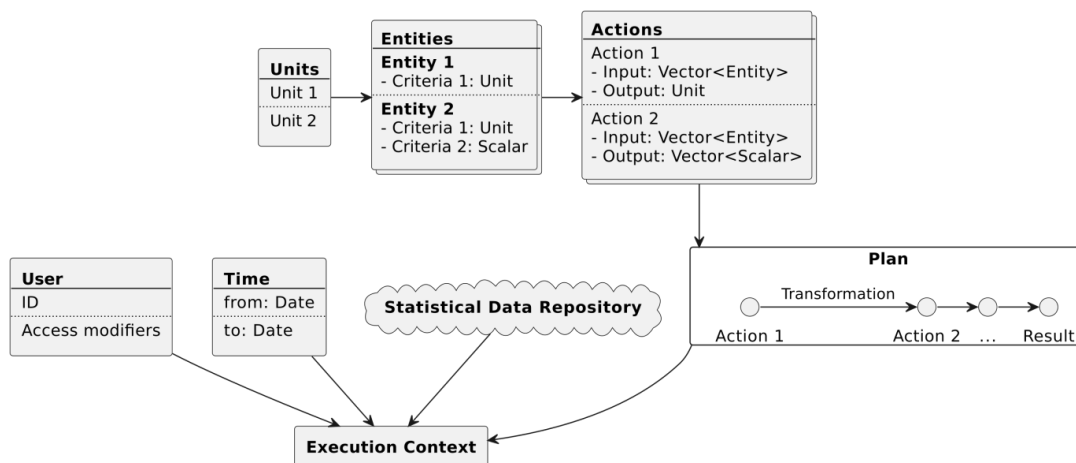 Units
Unit 1
Unit 2
Entities
Entity 1
- Criteria 1: Unit
Entity 2
- Criteria 1: Unit
- Criteria 2: Scalar
Actions
Action 1
- Input: Vector<Entity>
- Output: Unit
Action 2
- Input: Vector<Entity>
- Output: Vector<Scalar>
User
ID
Access modifiers
Time
from: Date
to: Date
Statistical Data Repository
Plan
Transformation
Action 1
Action 2
...
Result
Execution Context